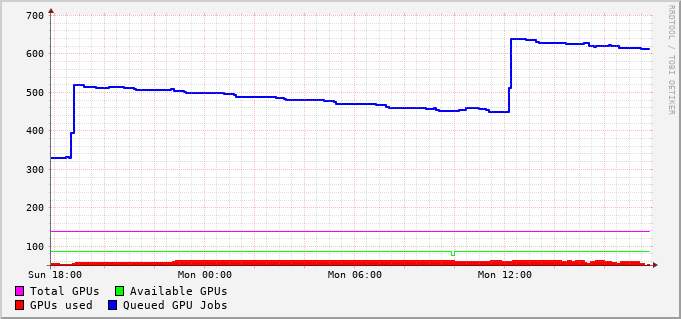 700
600
500
400
300
200
100
Sun 18:00 Mon 00:00 Mon 06:00 Mon 12:00
Total GPUs Available GPUs
GPUs used Queued GPU Jobs
RRDTOOL / TOBI OETIKER